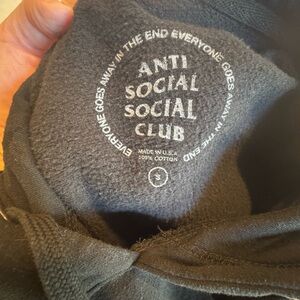 EVERYONE GOES AWAY IN THE END EVERYONE GOES AWAY IN THE END
ANTI
SOCIAL
SOCIAL
CLUB
MADE IN U.S.A
100% COTTON
S